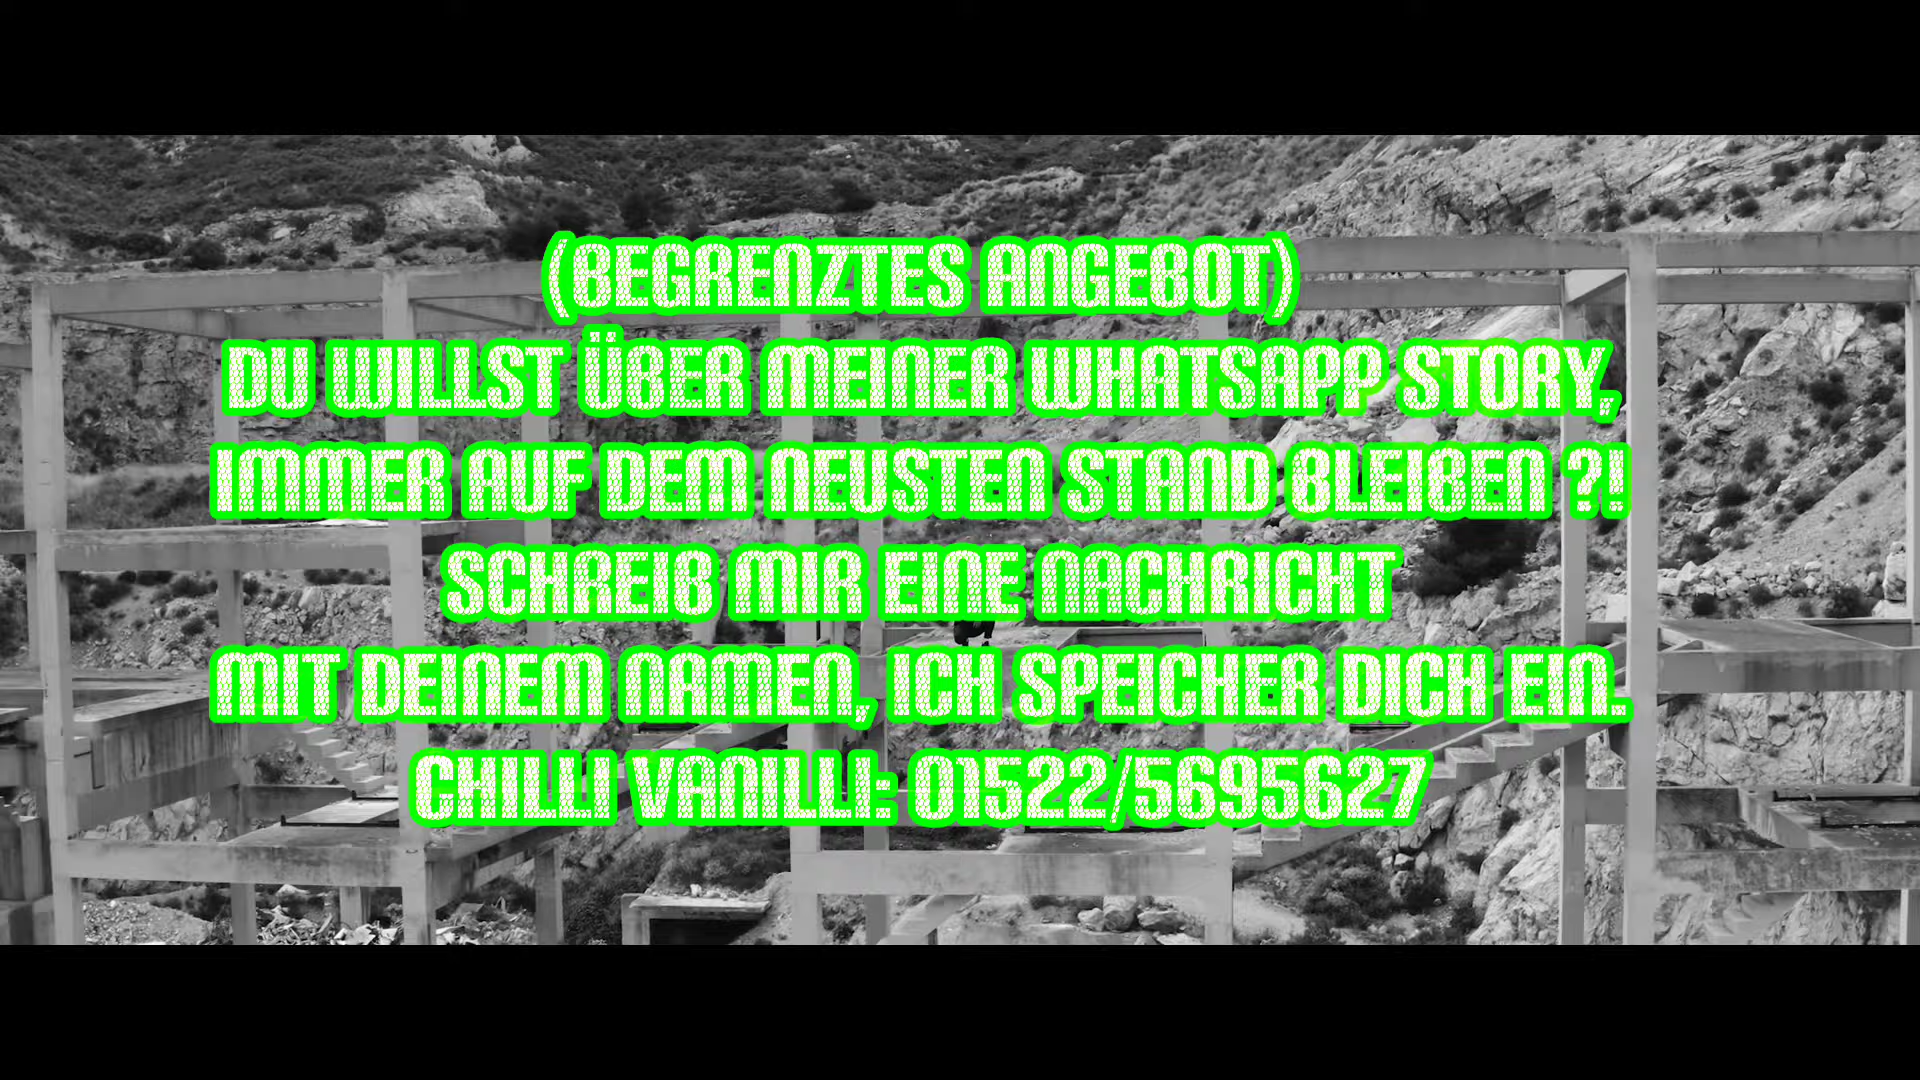 (BEGRENZTES ANGEBOT)
DU WILLST ÜBER MEINER WHATSAPP STORY,
IMMER AUF DEM NEUSTEN STAND BLEIBEN ?!
SCHREIB MIR EINE NACHRICHT
MIT DEINEM NAMEN, ICH SPEICHER DICH EIN.
CHILLI VANILLI: 01522/5695627